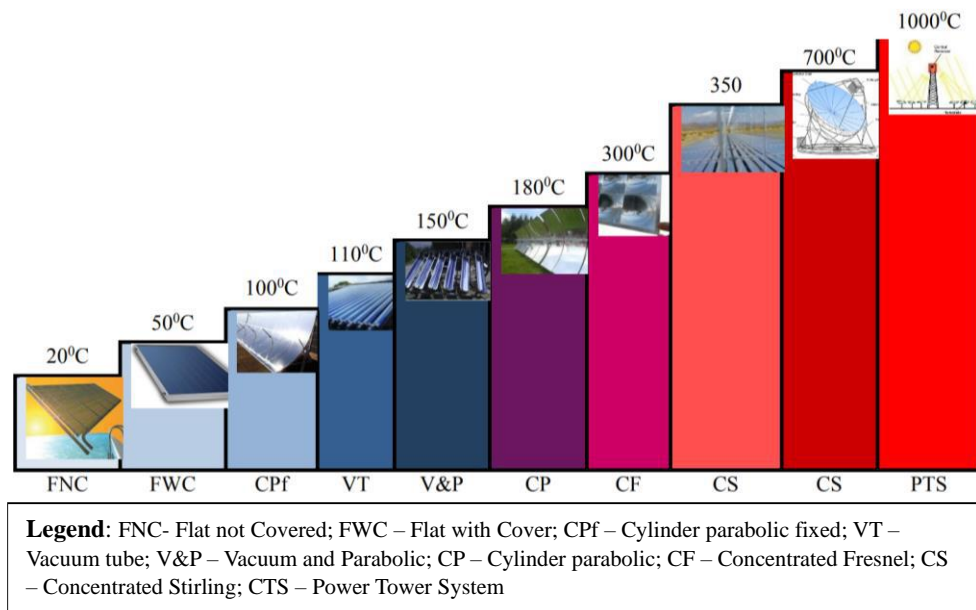 1000⁰C
700⁰C
350
300⁰C
180⁰C
150⁰C
110⁰C
100⁰C
50⁰C
20⁰C
FNC FWC CPf VT V&P CP CF CS CS PTS
Legend: FNC- Flat not Covered; FWC – Flat with Cover; CPf – Cylinder parabolic fixed; VT –
Vacuum tube; V&P – Vacuum and Parabolic; CP – Cylinder parabolic; CF – Concentrated Fresnel; CS
– Concentrated Stirling; CTS – Power Tower System